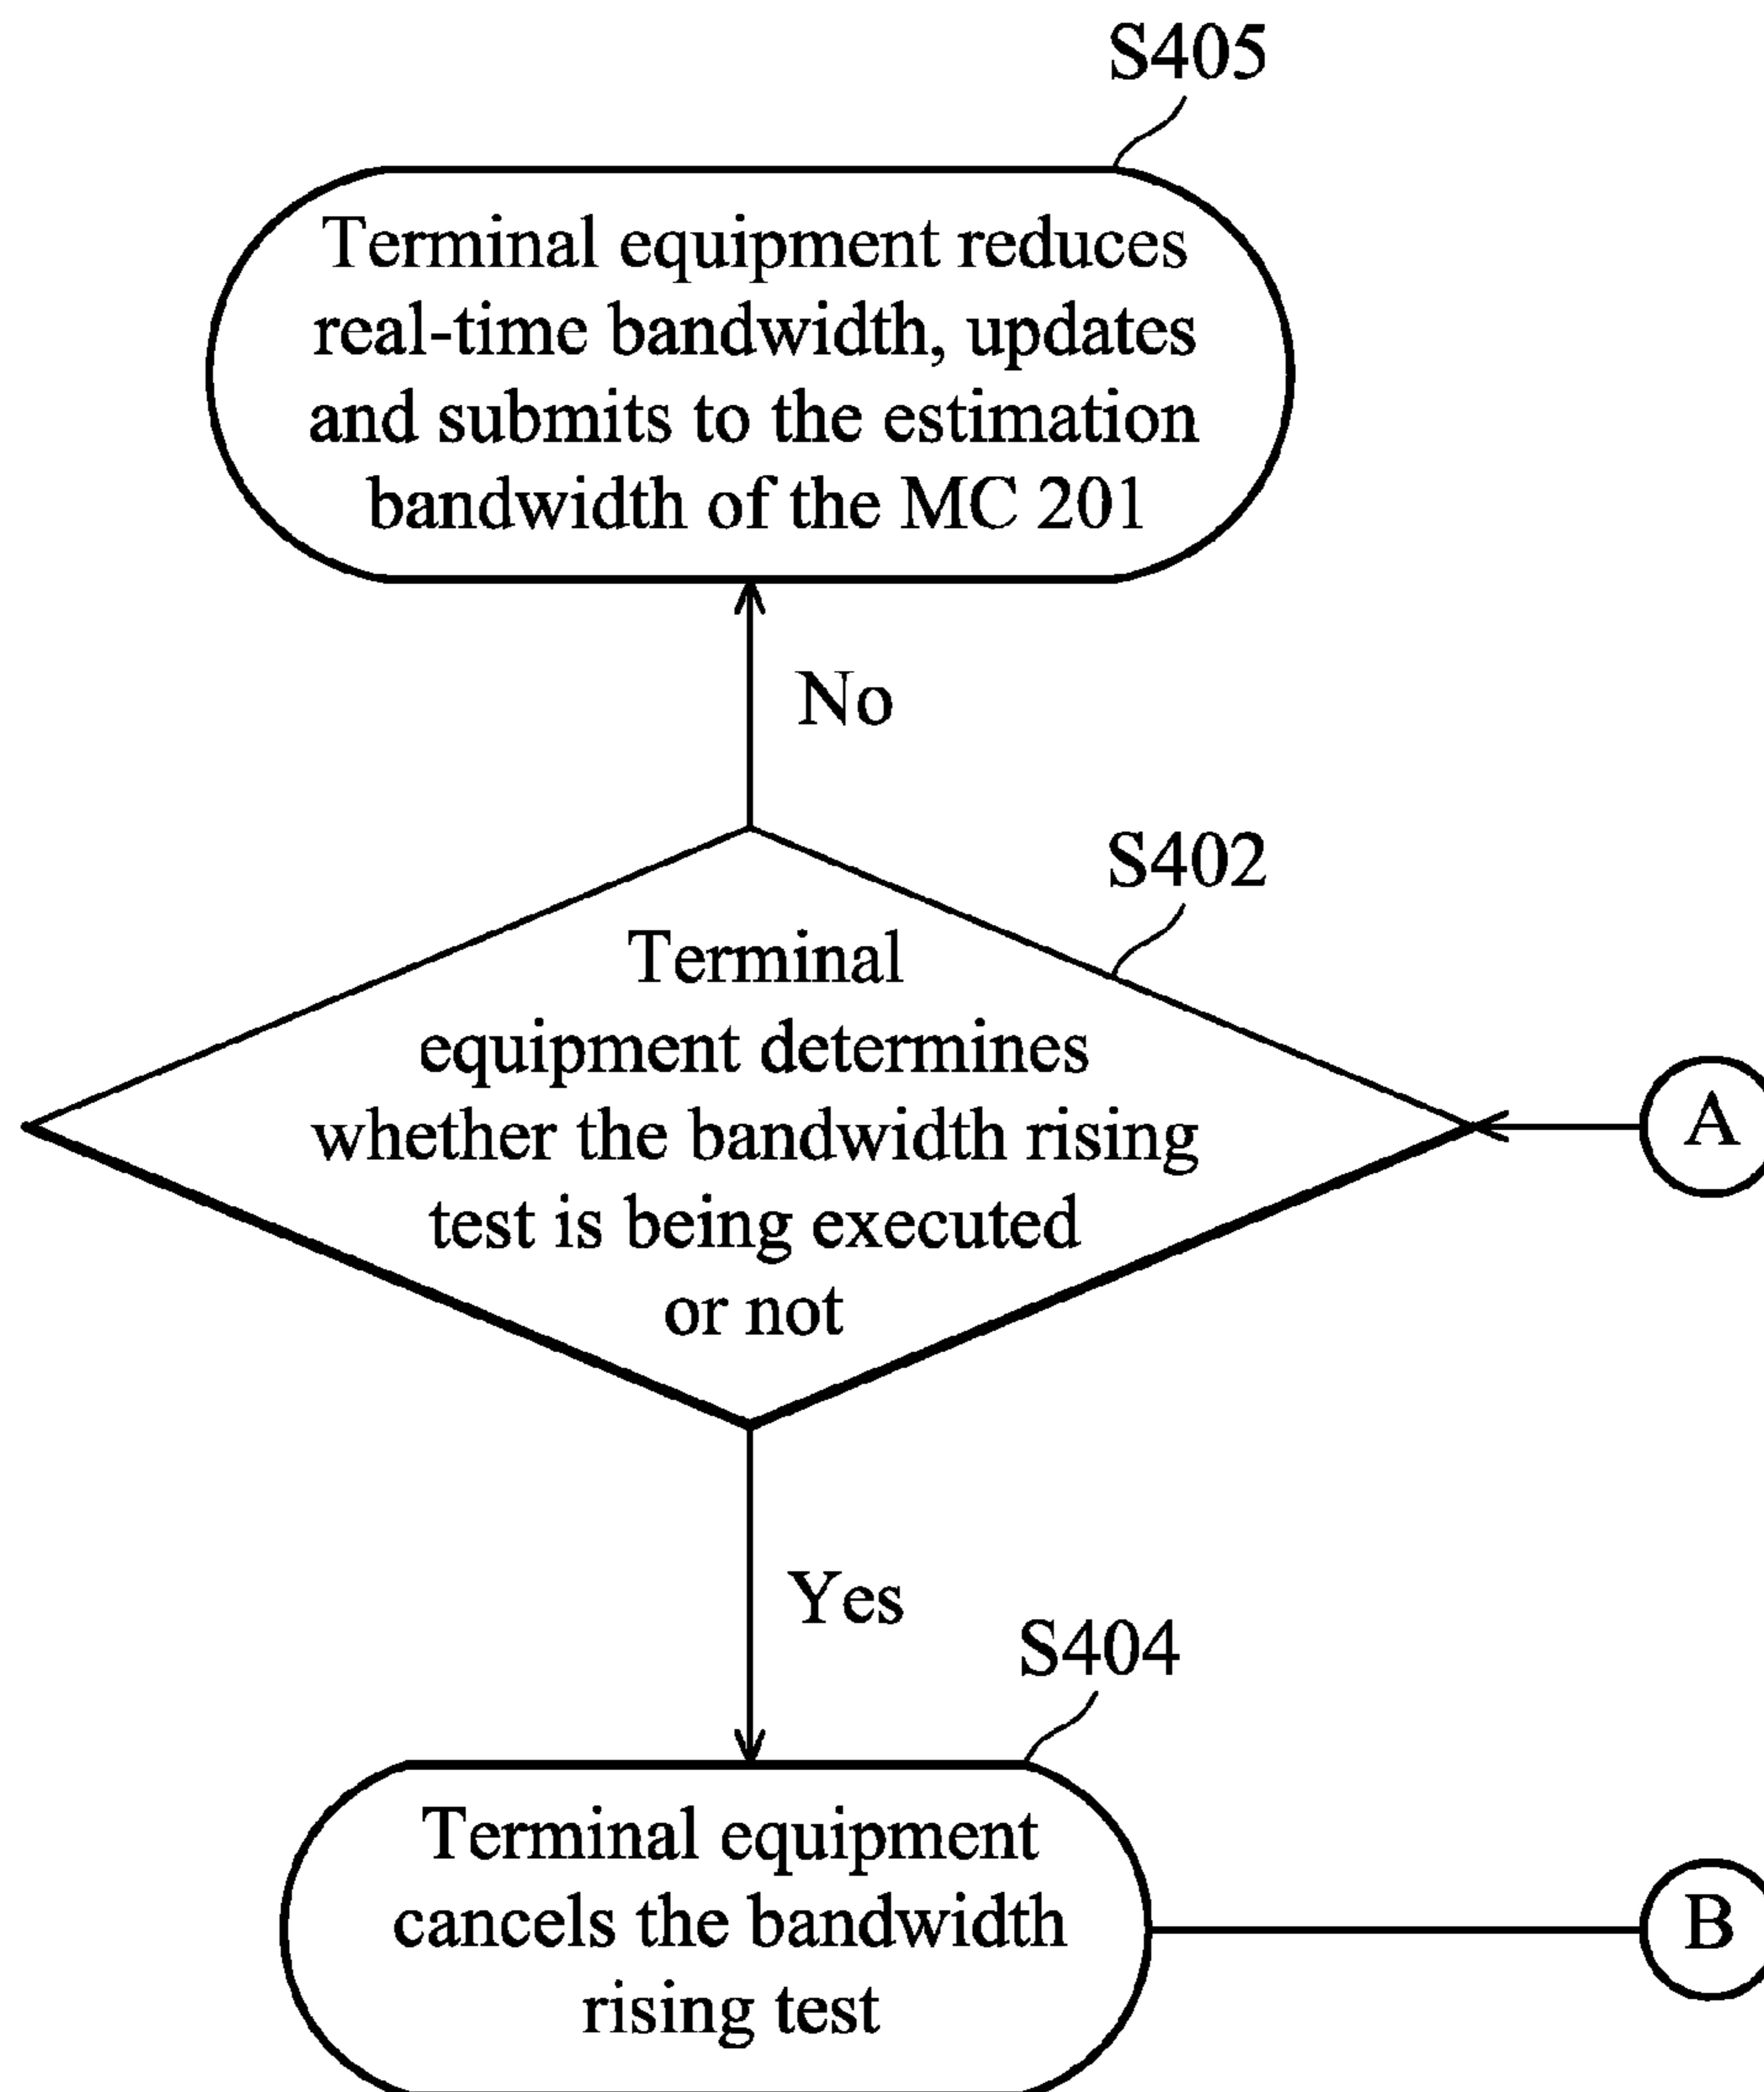 S405
Terminal equipment reduces
real-time bandwidth, updates
and submits to the estimation
bandwidth of the MC 201
No
S402
Terminal
equipment determines
whether the bandwidth rising
test is being executed
or not
A
Yes
S404
Terminal equipment
cancels the bandwidth
rising test
B